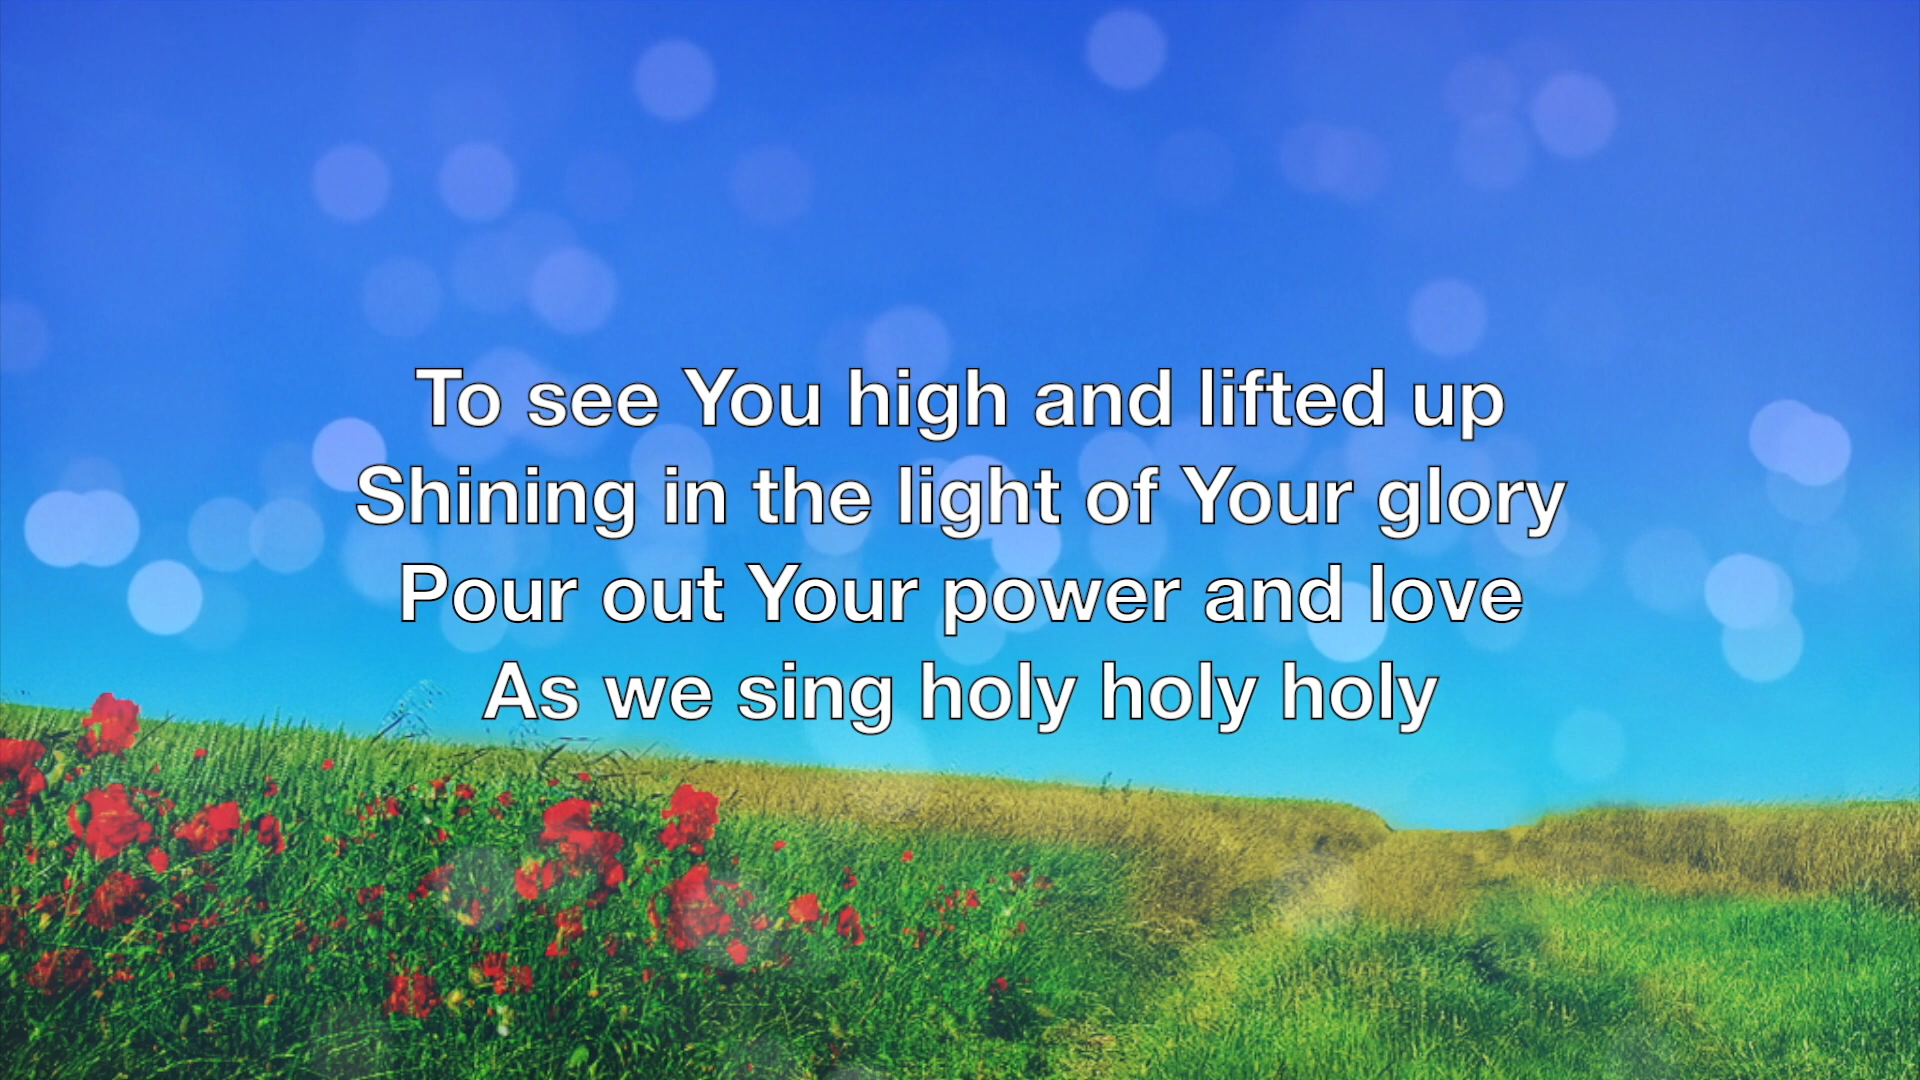 To see You high and lifted up
Shining in the light of Your glory
Pour out Your power and love
As we sing holy holy holy